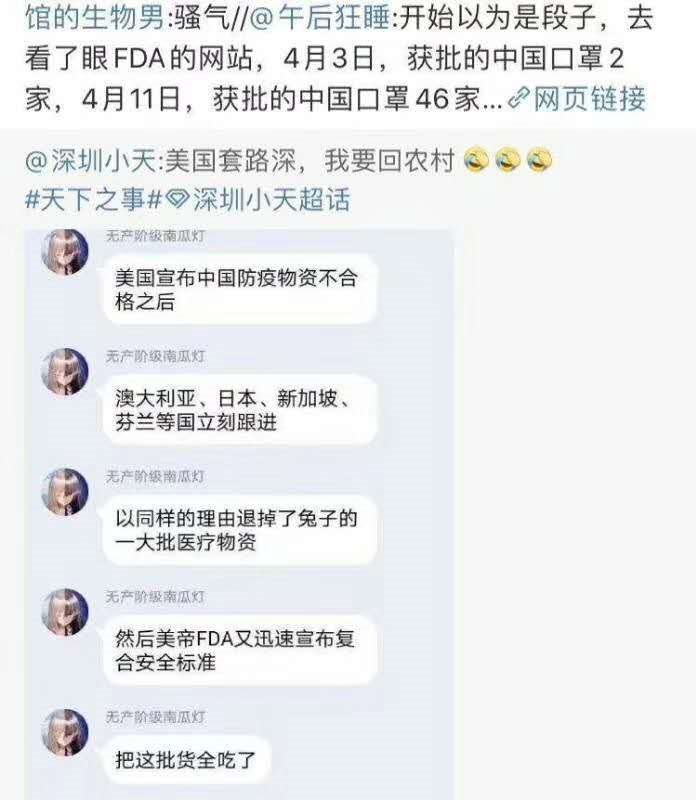 馆的生物男:骚气//@午后狂睡:开始以为是段子，去
看了眼FDA的网站，4月3日，获批的中国口罩2
家，4月11日，获批的中国口罩46家...网页链接
@深圳小天:美国套路深，我要回农村
#天下之事#深圳小天超话
无产阶级南瓜灯
美国宣布中国防疫物资不合
格之后
无产阶级南瓜灯
澳大利亚、日本、新加坡、
芬兰等国立刻跟进
无产阶级南瓜灯
以同样的理由退掉了兔子的
一大批医疗物资
无产阶级南瓜灯
然后美帝FDA又迅速宣布复
合安全标准
无产阶级南瓜灯
把这批货全吃了